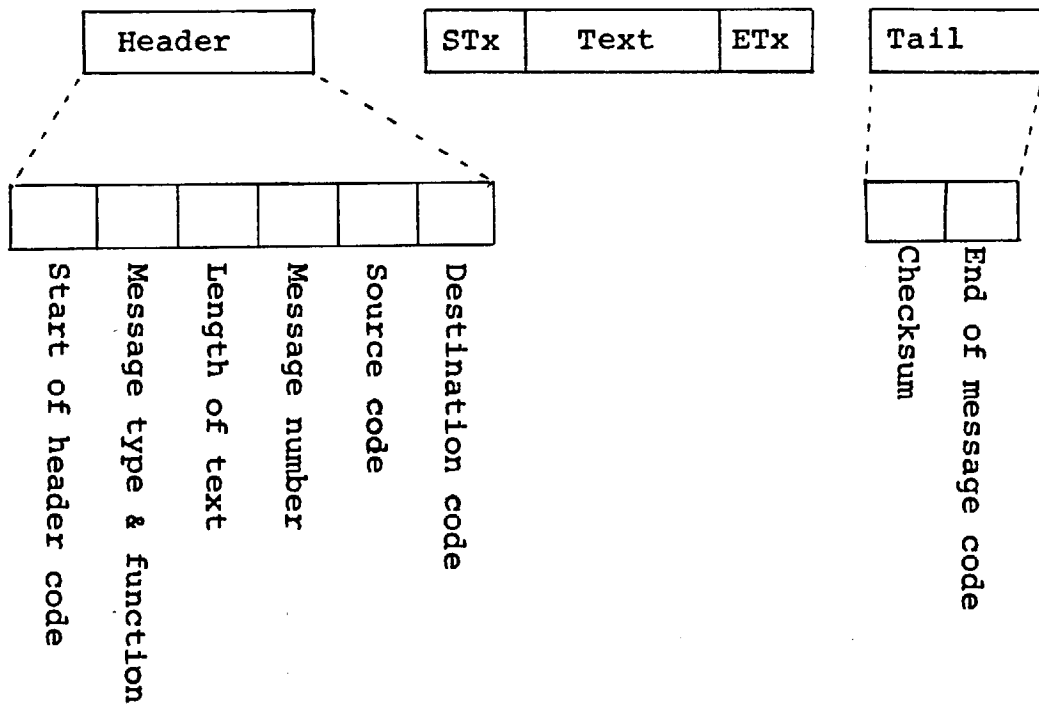 Header
STx
Text
ETx
Tail
Start of header code
Message type & function
Length of text
Message number
Source code
Destination code
Checksum
End of message code